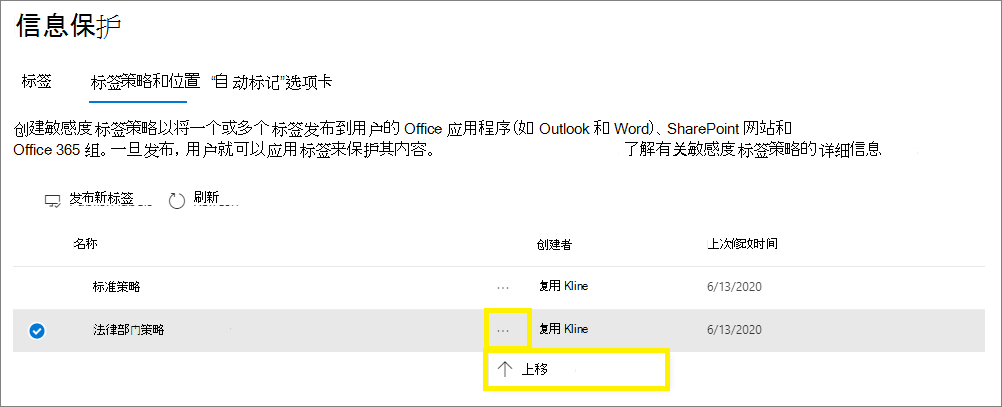 信息保护
标签 标签策略和位置 “自动标记”选项卡
创建敏感度标签策略以将一个或多个标签发布到用户的 Office 应用程序(如 Outlook 和 Word)、SharePoint 网站和
Office 365 组。一旦发布，用户就可以应用标签来保护其内容。 了解有关敏感度标签策略的详细信息
发布新标签 刷新
名称 创建者 上次修改时间
标准策略 ... 复用 Kline 6/13/2020
法律部门策略 ... 复用 Kline 6/13/2020
上移